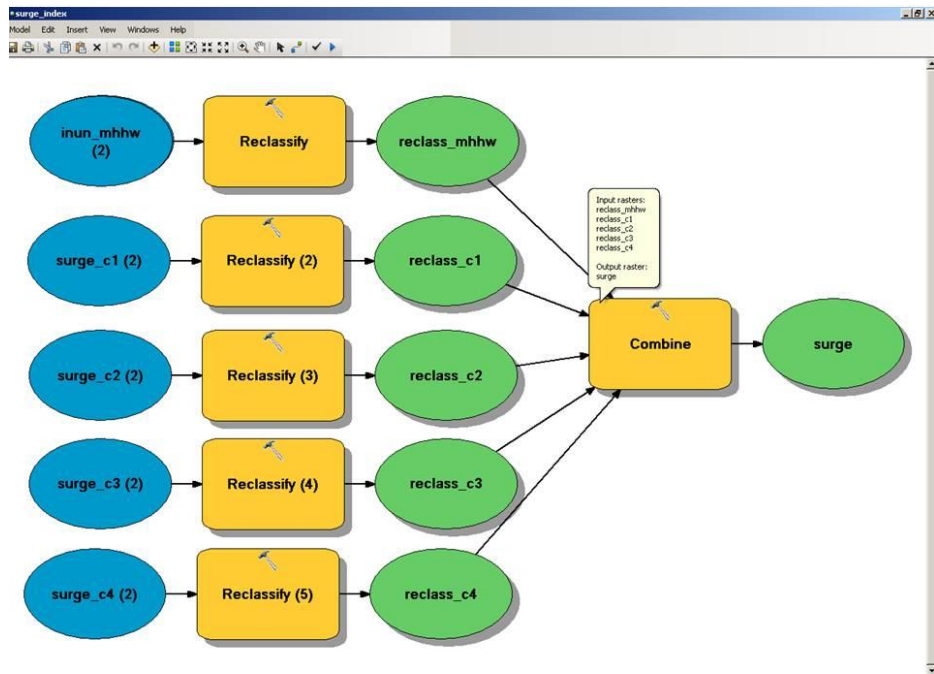 *surge_index
Model Edit Insert View Windows Help
inun_mhhw
(2)
Reclassify
reclass_mhhw
Input rasters:
reclass_mhhw
reclass_c1
reclass_c2
reclass_c3
reclass_c4
Output raster:
surge
surge_c1 (2)
Reclassify (2)
reclass_c1
surge_c2 (2)
Reclassify (3)
reclass_c2
Combine
surge
surge_c3 (2)
Reclassify (4)
reclass_c3
surge_c4 (2)
Reclassify (5)
reclass_c4